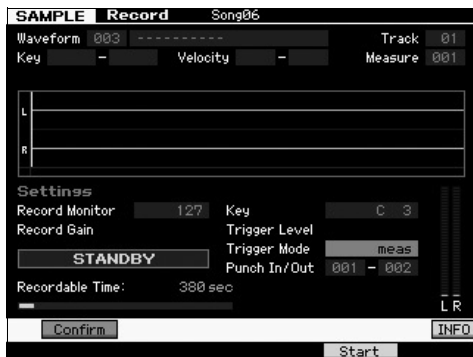 SAMPLE Record Song06
Waveform 003 ---------- Track 01
Key – Velocity – Measure 001
L
R
Settings
Record Monitor 127 Key C 3
Record Gain Trigger Level
Trigger Mode meas
STANDBY Punch In/Out 001 – 002
Recordable Time: 380 sec
L R
Confirm INFO
Start